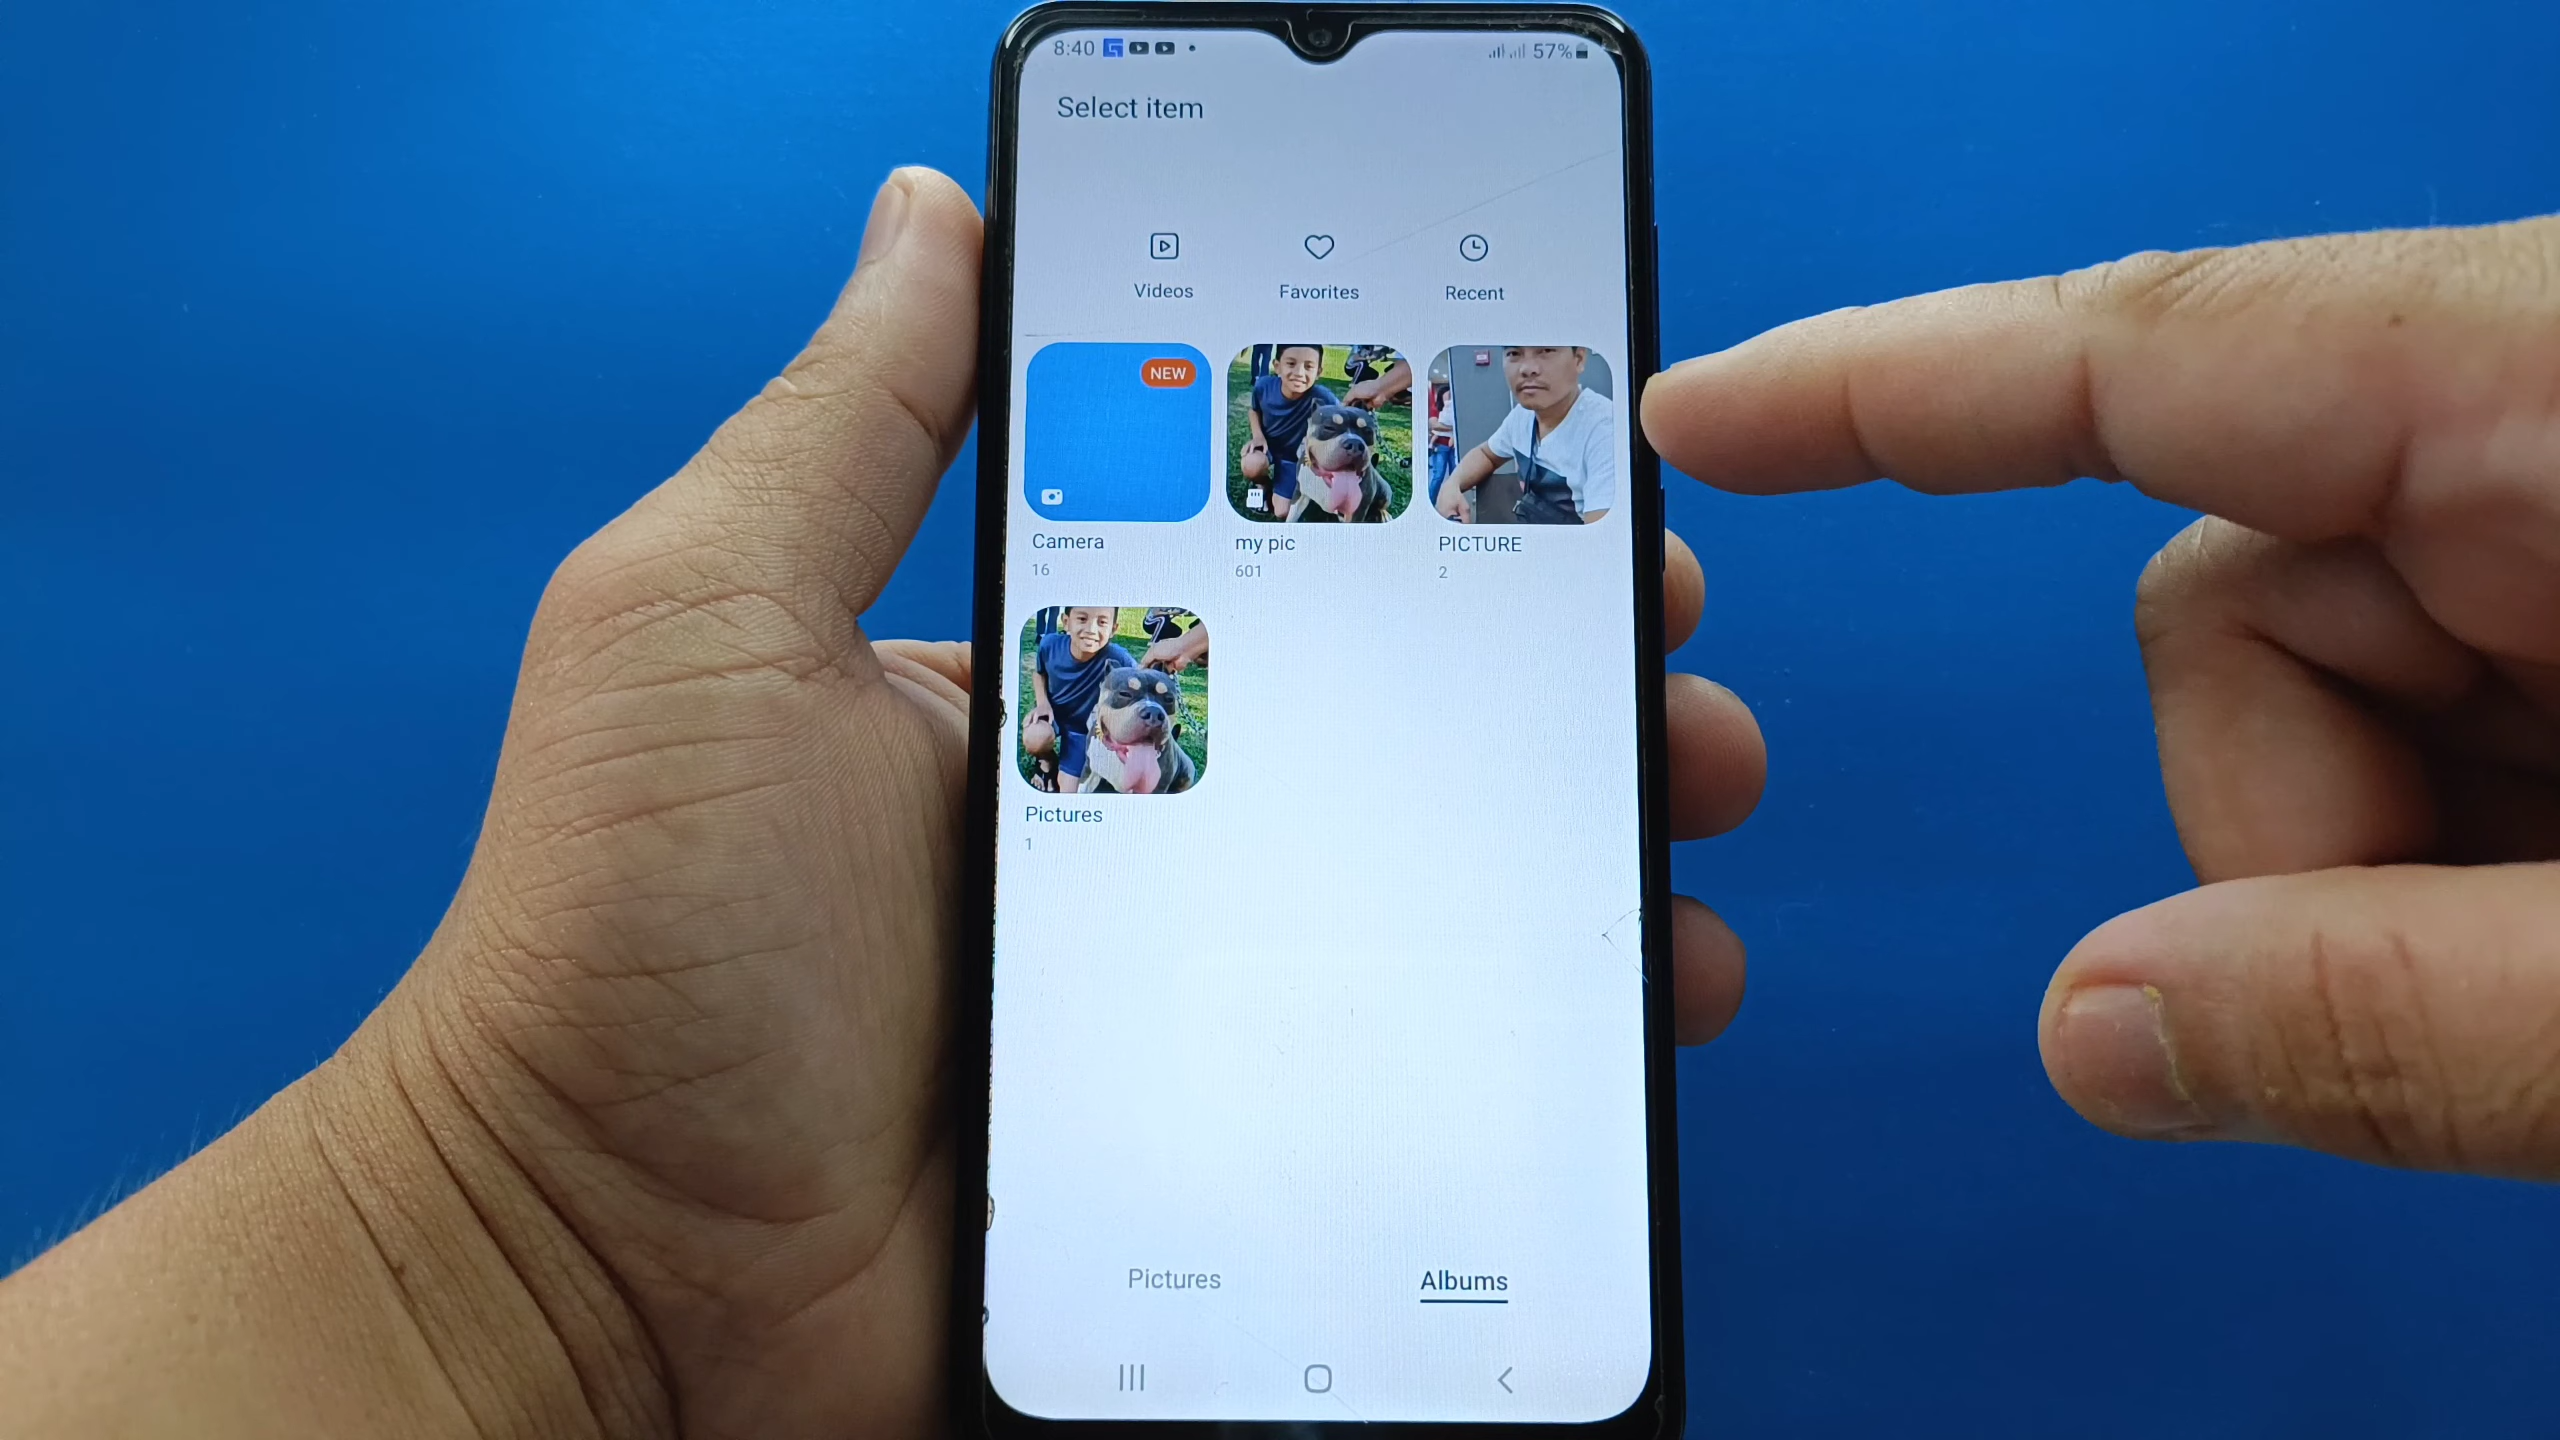 8:40 57%
Select item
Videos Favorites Recent
NEW
Camera my pic PICTURE
16 601 2
Pictures
1
Pictures Albums